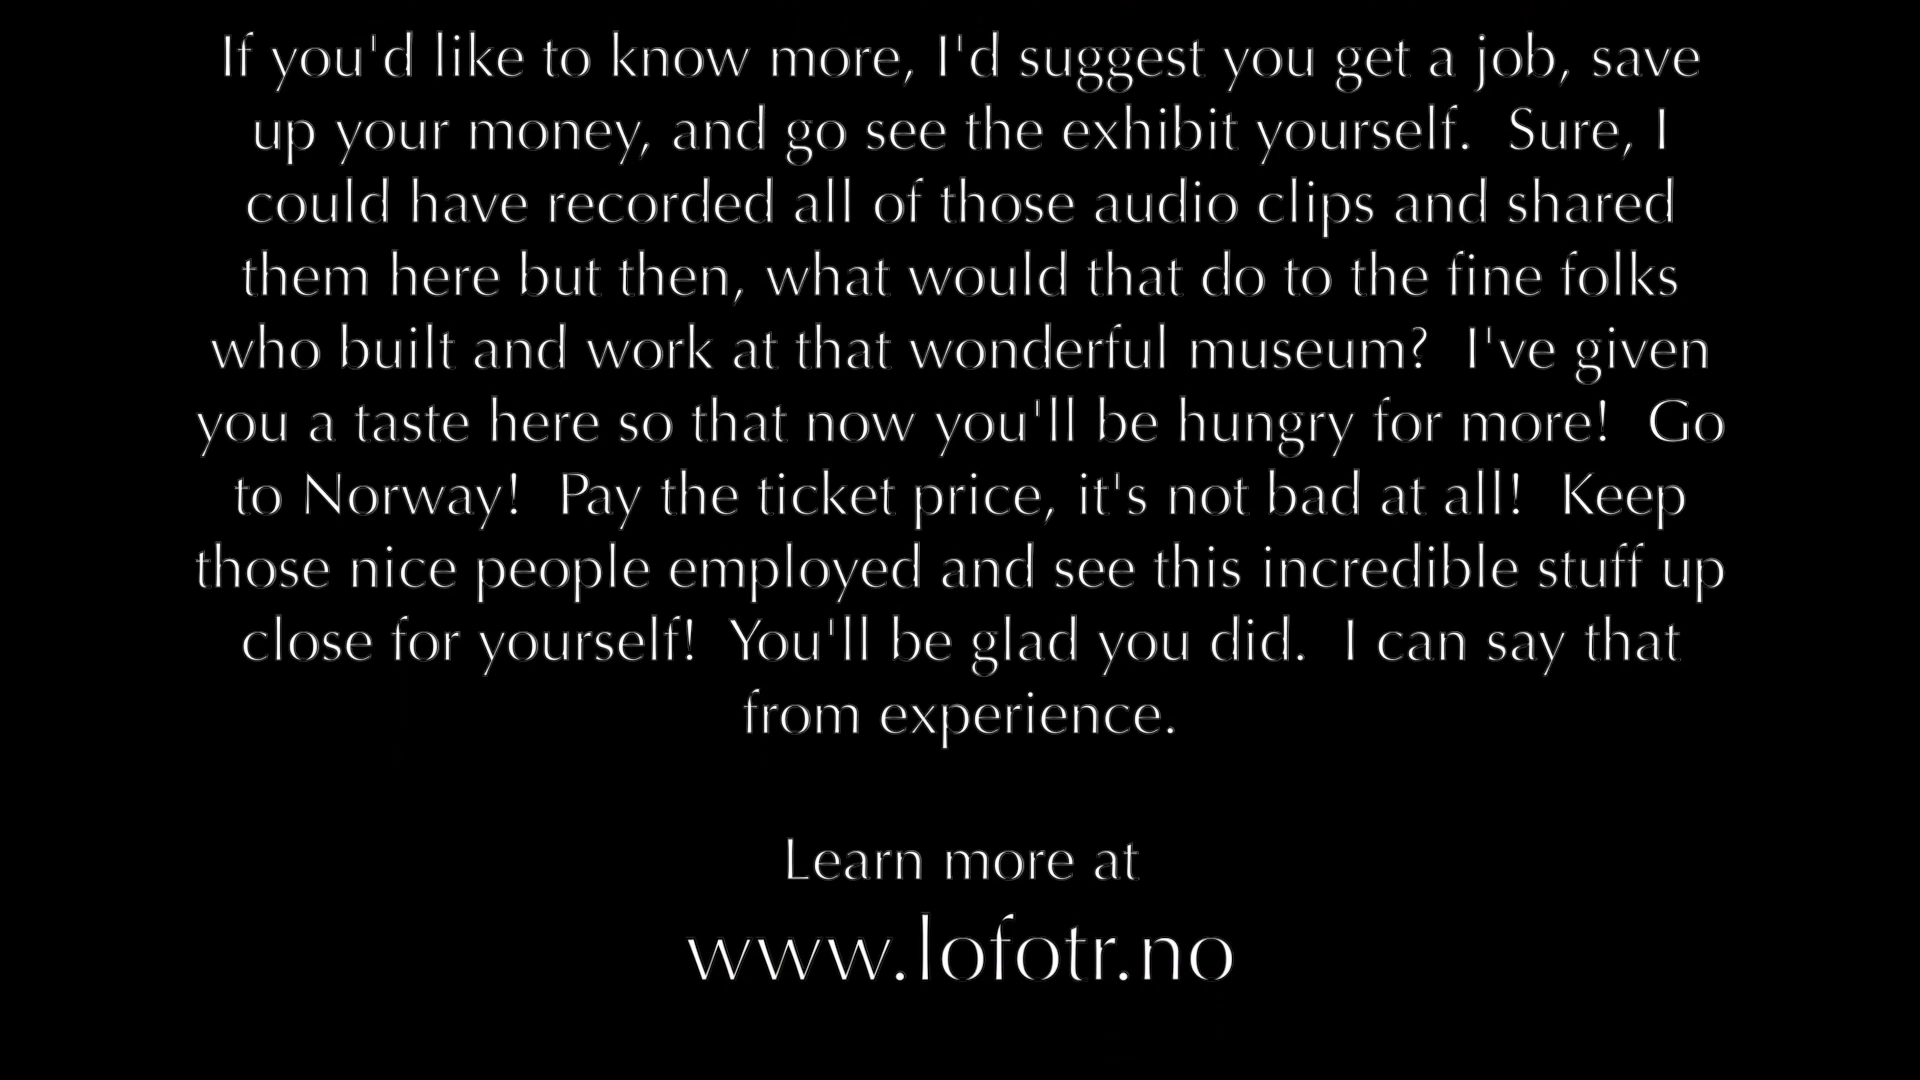 If you'd like to know more, I'd suggest you get a job, save
up your money, and go see the exhibit yourself.  Sure, I
could have recorded all of those audio clips and shared
them here but then, what would that do to the fine folks
who built and work at that wonderful museum?  I've given
you a taste here so that now you'll be hungry for more!  Go
to Norway!  Pay the ticket price, it's not bad at all!  Keep
those nice people employed and see this incredible stuff up
close for yourself!  You'll be glad you did.  I can say that
from experience.
Learn more at
www.lofotr.no